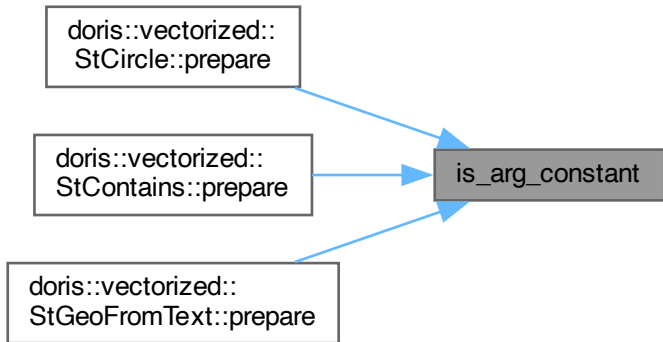 doris::vectorized::
StCircle::prepare
doris::vectorized::
StContains::prepare
is_arg_constant
doris::vectorized::
StGeoFromText::prepare